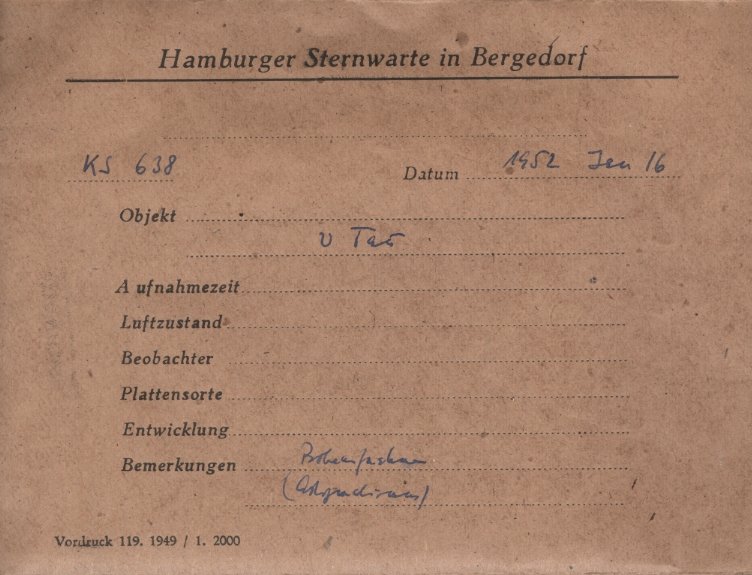 Hamburger Sternwarte in Bergedorf
KS 638
Datum 1952 Jan 16
Objekt
υ Tau
Aufnahmezeit
Luftzustand
Beobachter
Plattensorte
Entwicklung
Bemerkungen
Vordruck 119. 1949 / 1. 2000